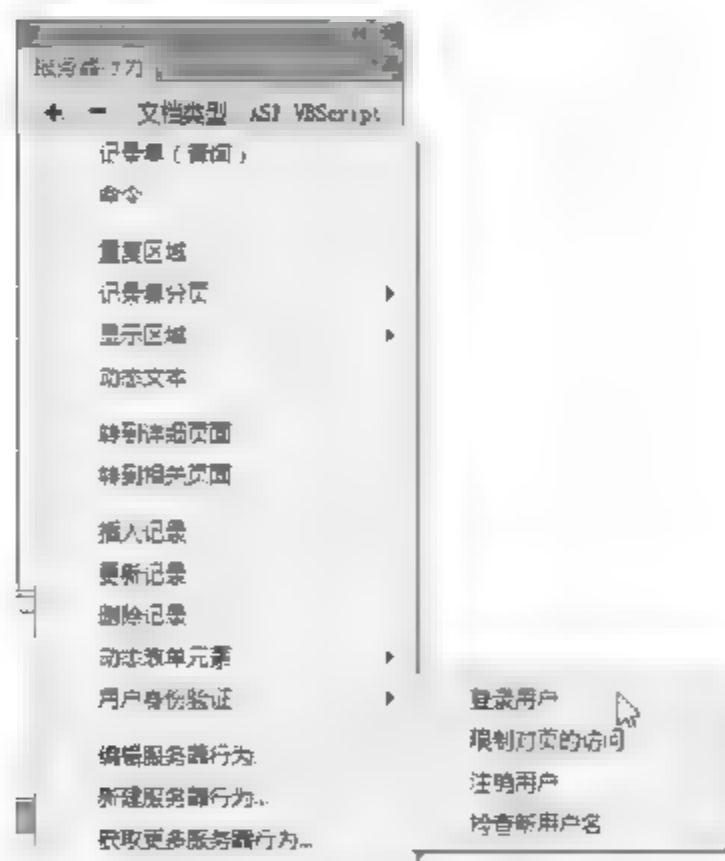 服务器行为
+ - 文档类型 ASP VBScript
记录集（查询）
命令
重复区域
记录集分页
显示区域
动态文本
转到详细页面
转到相关页面
插入记录
更新记录
删除记录
动态表单元素
用户身份验证
登录用户
限制对页的访问
注销用户
检查新用户名
编辑服务器行为
新建服务器行为...
获取更多服务器行为...